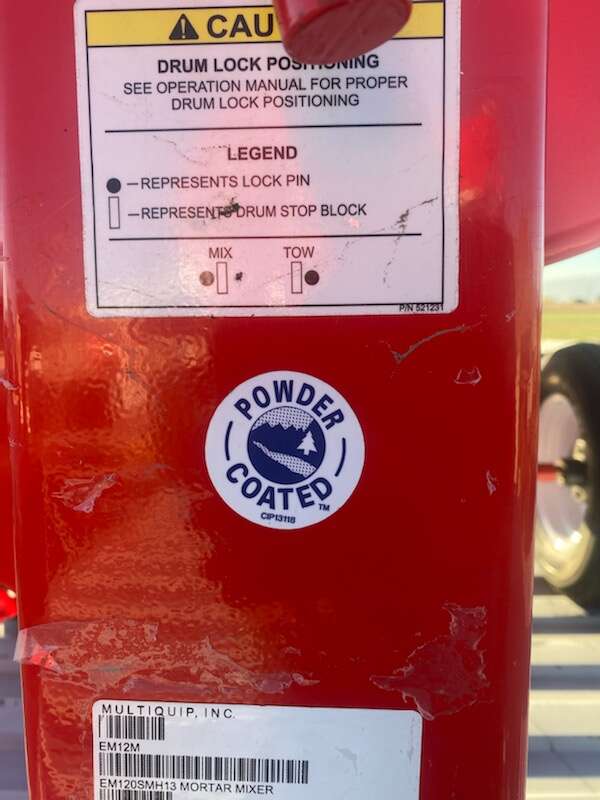 CAU
DRUM LOCK POSITIONING
SEE OPERATION MANUAL FOR PROPER
DRUM LOCK POSITIONING
LEGEND
—REPRESENTS LOCK PIN
—REPRESENTS DRUM STOP BLOCK
MIX TOW
P/N 521231
POWDER
COATED TM
CIP13118
MULTIQUIP, INC.
EM12M
EM120SMH13 MORTAR MIXER